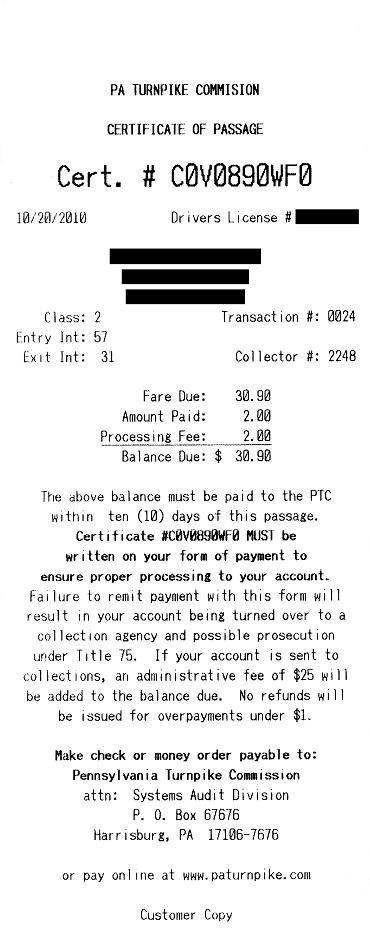 PA TURNPIKE COMMISION
CERTIFICATE OF PASSAGE
Cert. # C0V0890WF0
10/20/2010 Drivers License #
Class: 2 Transaction #: 0024
Entry Int: 57
Exit Int: 31 Collector #: 2248
Fare Due: 30.90
Amount Paid: 2.00
Processing Fee: 2.00
Balance Due: $ 30.90
The above balance must be paid to the PTC
within ten (10) days of this passage.
Certificate #C0V0890WF0 MUST be
written on your form of payment to
ensure proper processing to your account.
Failure to remit payment with this form will
result in your account being turned over to a
collection agency and possible prosecution
under Title 75. If your account is sent to
collections, an administrative fee of $25 will
be added to the balance due. No refunds will
be issued for overpayments under $1.
Make check or money order payable to:
Pennsylvania Turnpike Commission
attn: Systems Audit Division
P. O. Box 67676
Harrisburg, PA 17106-7676
or pay online at www.paturnpike.com
Customer Copy